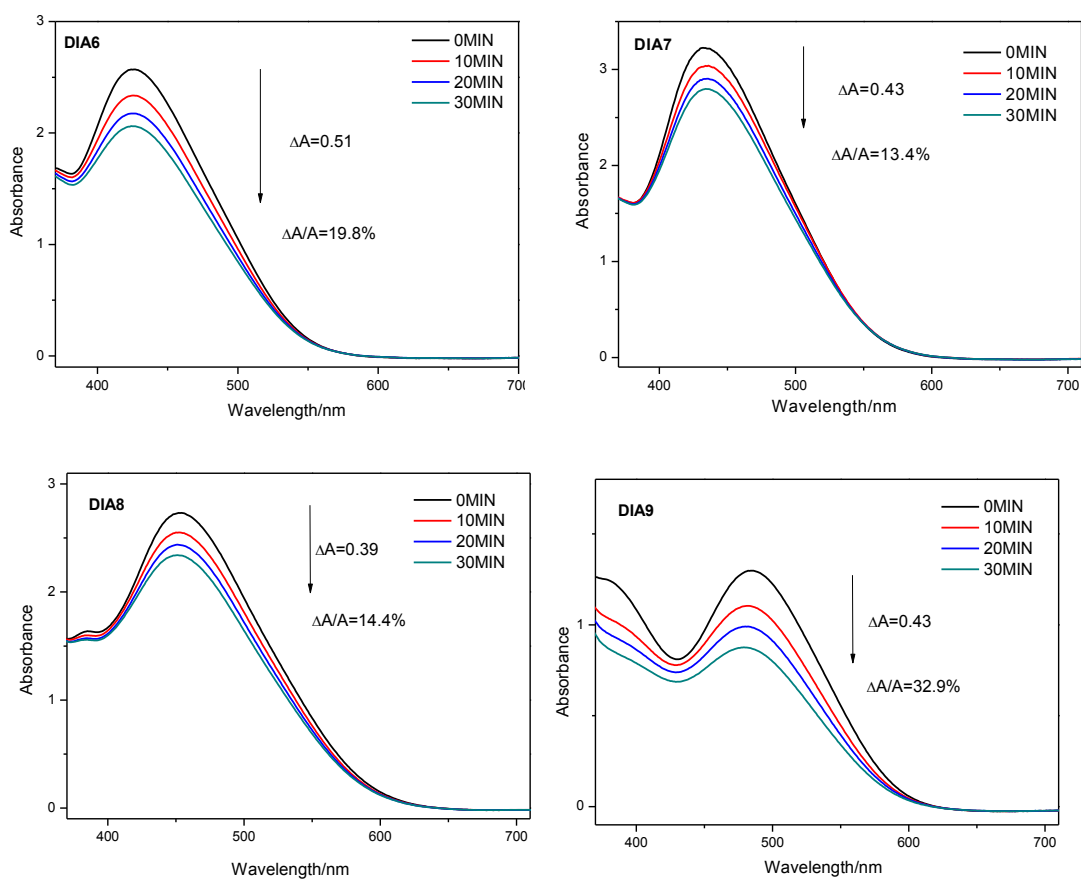 DIA6
0MIN
10MIN
20MIN
30MIN
ΔA=0.51
ΔA/A=19.8%
3
2
1
0
Absorbance
400
500
600
700
Wavelength/nm
DIA7
0MIN
10MIN
20MIN
30MIN
ΔA=0.43
ΔA/A=13.4%
3
2
1
0
Absorbance
400
500
600
700
Wavelength/nm
DIA8
0MIN
10MIN
20MIN
30MIN
ΔA=0.39
ΔA/A=14.4%
3
2
1
0
Absorbance
400
500
600
700
Wavelength/nm
DIA9
0MIN
10MIN
20MIN
30MIN
ΔA=0.43
ΔA/A=32.9%
1
0
Absorbance
400
500
600
700
Wavelength/nm